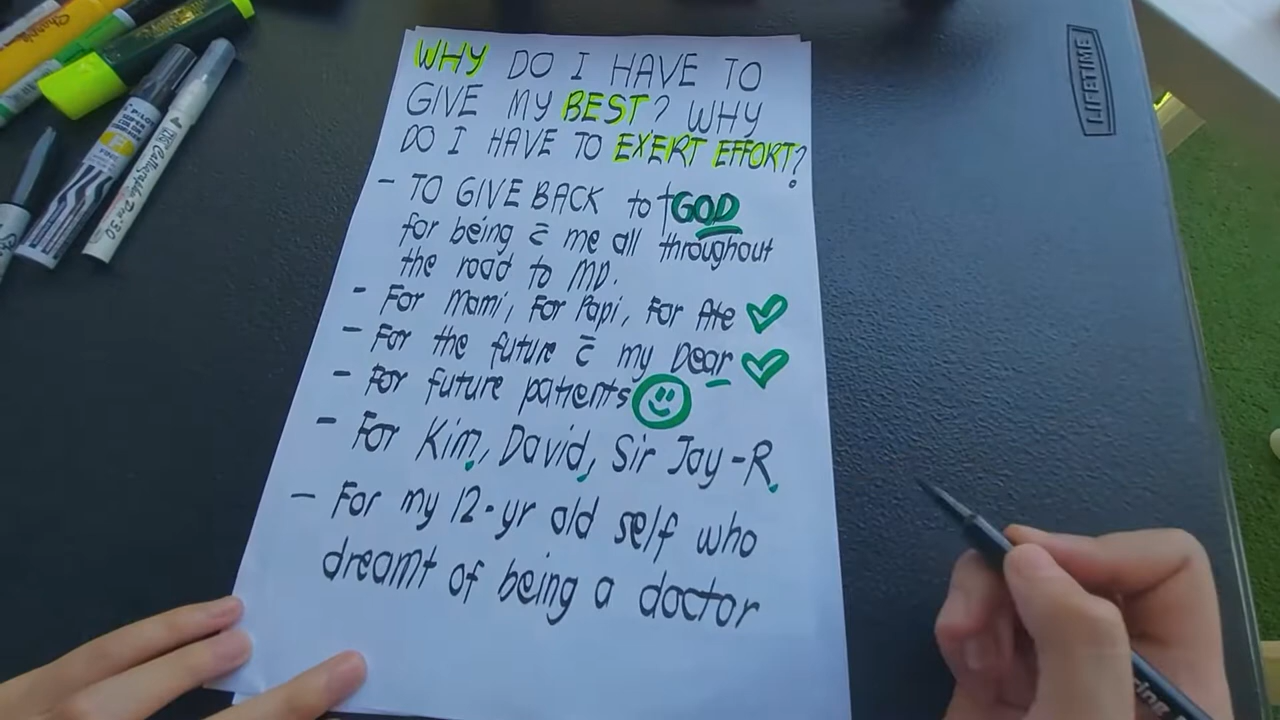 WHY DO I HAVE TO
GIVE MY BEST? WHY
DO I HAVE TO EXERT EFFORT?
- TO GIVE BACK to †GOD
for being c̄ me all throughout
the road to MD.
- For Mami, For Papi, For Ate
- For the future c̄ my Dear
- For future patients
- For Kim, David, Sir Jay-R.
- For my 12-yr old self who
dreamt of being a doctor
LIFETIME
PILOT